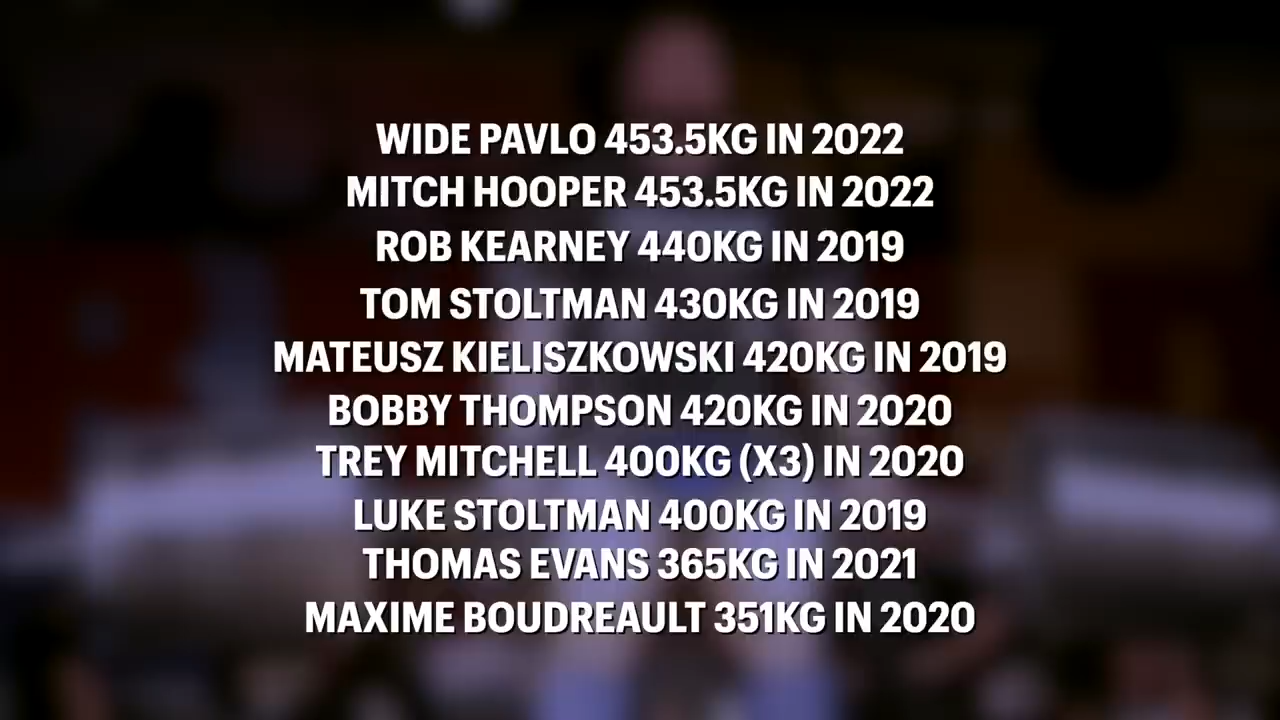 WIDE PAVLO 453.5KG IN 2022
MITCH HOOPER 453.5KG IN 2022
ROB KEARNEY 440KG IN 2019
TOM STOLTMAN 430KG IN 2019
MATEUSZ KIELISZKOWSKI 420KG IN 2019
BOBBY THOMPSON 420KG IN 2020
TREY MITCHELL 400KG (X3) IN 2020
LUKE STOLTMAN 400KG IN 2019
THOMAS EVANS 365KG IN 2021
MAXIME BOUDREAULT 351KG IN 2020